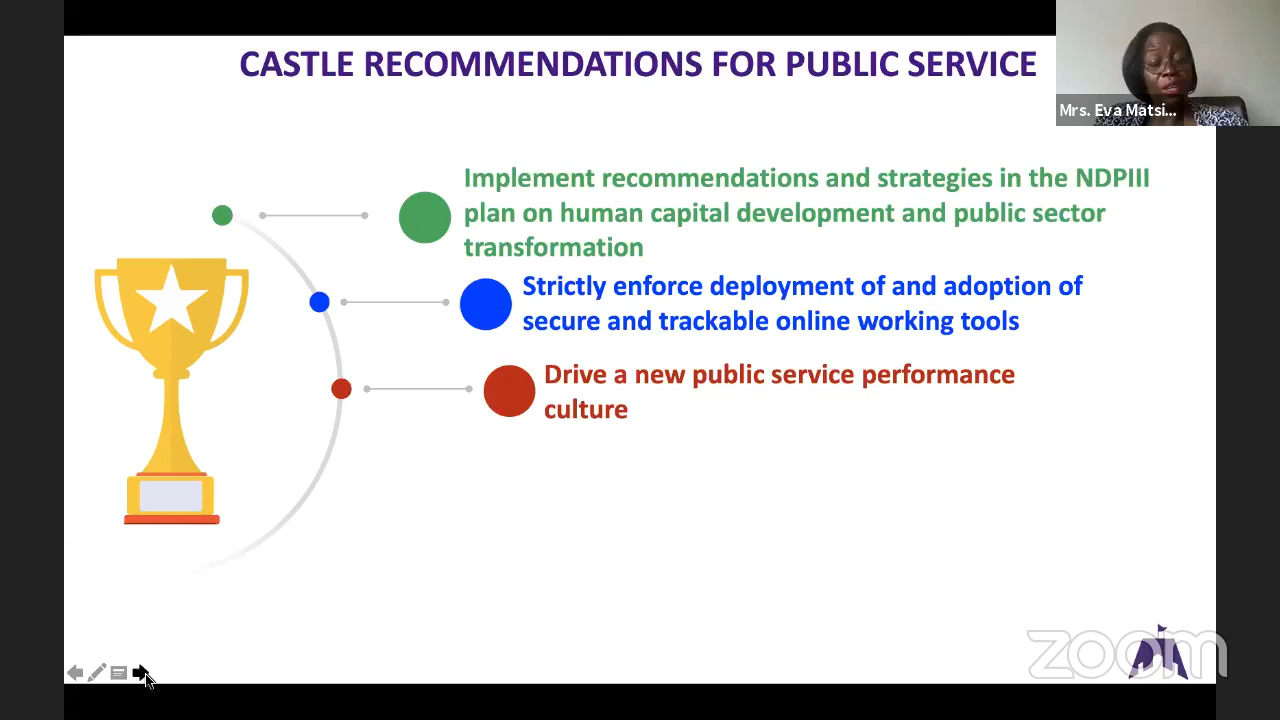 CASTLE RECOMMENDATIONS FOR PUBLIC SERVICE
Mrs. Eva Matsi...
Implement recommendations and strategies in the NDPIII
plan on human capital development and public sector
transformation
Strictly enforce deployment of and adoption of
secure and trackable online working tools
Drive a new public service performance
culture
zoom